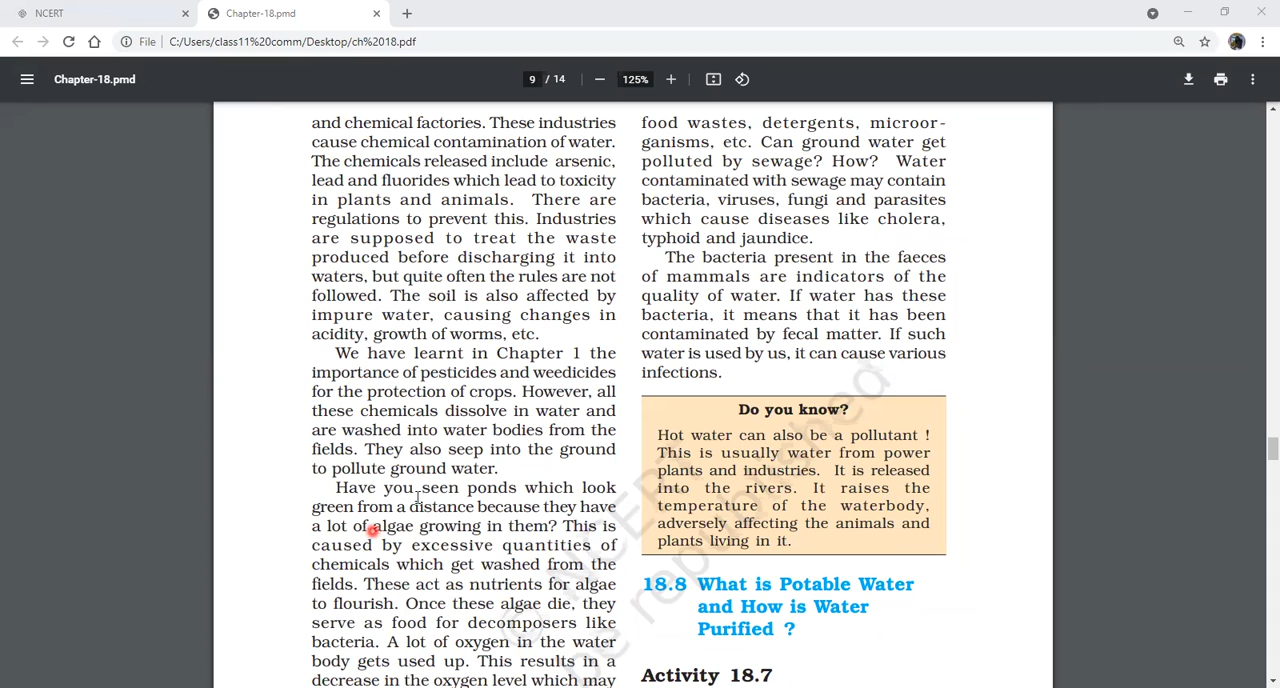 NCERT
Chapter-18.pmd
File
C:/Users/class11%20comm/Desktop/ch%2018.pdf
Chapter-18.pmd
9 / 14
125%
and chemical factories. These industries
cause chemical contamination of water.
The chemicals released include arsenic,
lead and fluorides which lead to toxicity
in plants and animals. There are
regulations to prevent this. Industries
are supposed to treat the waste
produced before discharging it into
waters, but quite often the rules are not
followed. The soil is also affected by
impure water, causing changes in
acidity, growth of worms, etc.
We have learnt in Chapter 1 the
importance of pesticides and weedicides
for the protection of crops. However, all
these chemicals dissolve in water and
are washed into water bodies from the
fields. They also seep into the ground
to pollute ground water.
Have you seen ponds which look
green from a distance because they have
a lot of algae growing in them? This is
caused by excessive quantities of
chemicals which get washed from the
fields. These act as nutrients for algae
to flourish. Once these algae die, they
serve as food for decomposers like
bacteria. A lot of oxygen in the water
body gets used up. This results in a
decrease in the oxygen level which may
food wastes, detergents, microor-
ganisms, etc. Can ground water get
polluted by sewage? How? Water
contaminated with sewage may contain
bacteria, viruses, fungi and parasites
which cause diseases like cholera,
typhoid and jaundice.
The bacteria present in the faeces
of mammals are indicators of the
quality of water. If water has these
bacteria, it means that it has been
contaminated by fecal matter. If such
water is used by us, it can cause various
infections.
Do you know?
Hot water can also be a pollutant !
This is usually water from power
plants and industries. It is released
into the rivers. It raises the
temperature of the waterbody,
adversely affecting the animals and
plants living in it.
18.8 What is Potable Water
and How is Water
Purified ?
Activity 18.7
© NCERT
be republished